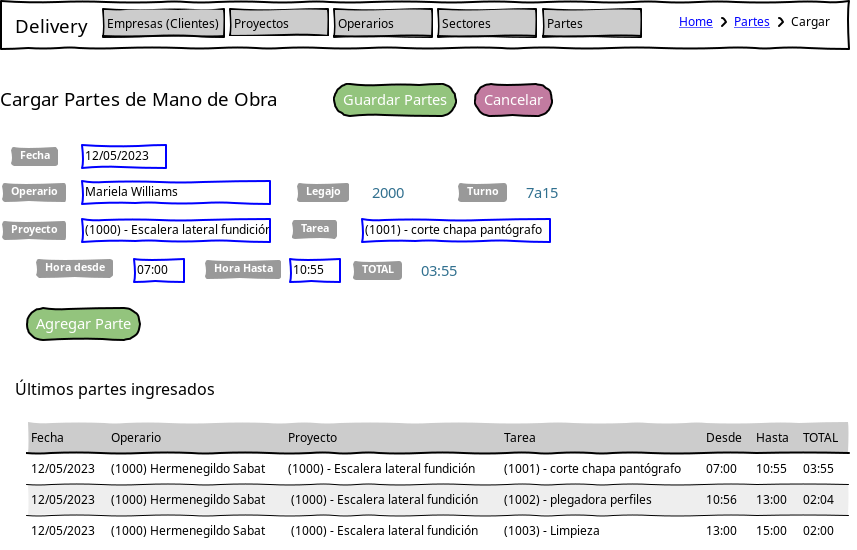 Delivery Empresas (Clientes) Proyectos Operarios Sectores Partes Home Partes Cargar
Cargar Partes de Mano de Obra Guardar Partes Cancelar
Fecha 12/05/2023
Operario Mariela Williams Legajo 2000 Turno 7a15
Proyecto (1000) - Escalera lateral fundición Tarea (1001) - corte chapa pantógrafo
Hora desde 07:00 Hora Hasta 10:55 TOTAL 03:55
Agregar Parte
Últimos partes ingresados
Fecha Operario Proyecto Tarea Desde Hasta TOTAL
12/05/2023 (1000) Hermenegildo Sabat (1000) - Escalera lateral fundición (1001) - corte chapa pantógrafo 07:00 10:55 03:55
12/05/2023 (1000) Hermenegildo Sabat (1000) - Escalera lateral fundición (1002) - plegadora perfiles 10:56 13:00 02:04
12/05/2023 (1000) Hermenegildo Sabat (1000) - Escalera lateral fundición (1003) - Limpieza 13:00 15:00 02:00